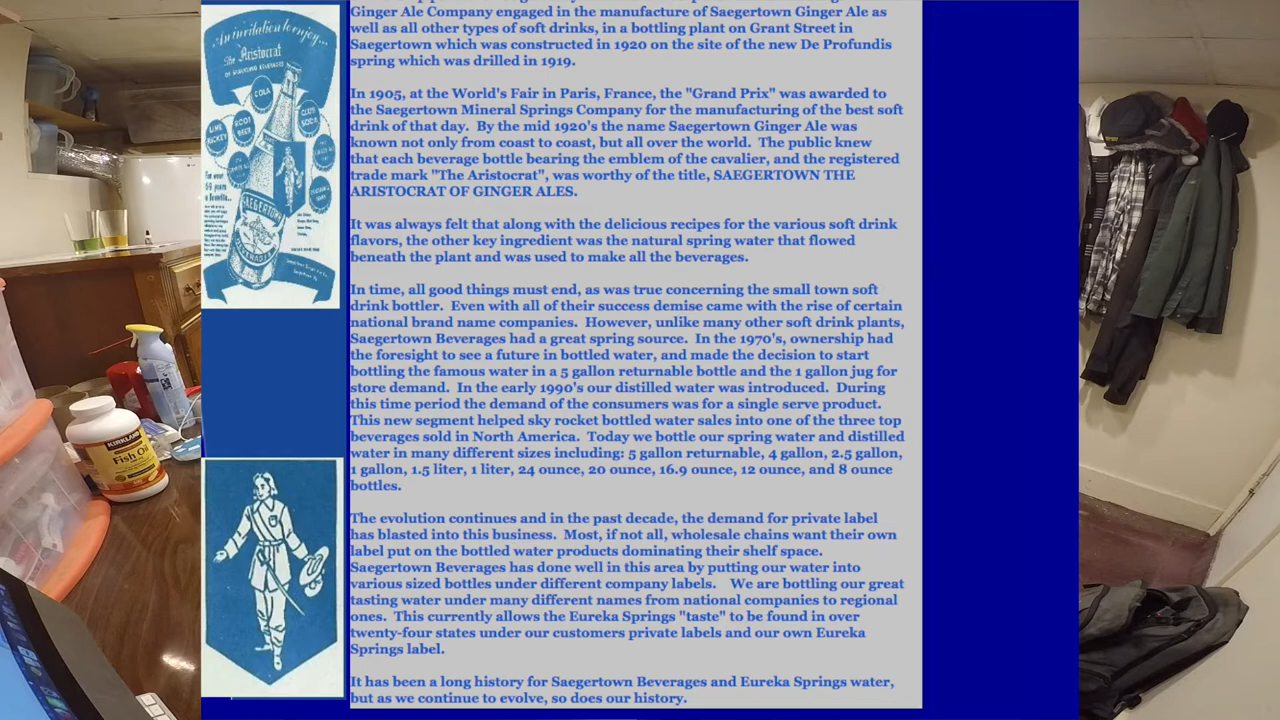 An invitation to enjoy...
The Aristocrat
COLA
ROOT
BEER
LIME
RICKEY
CLUB
SODA
SAEGERTOWN
BEVERAGES
KIRKLAND
Fish Oil
Ginger Ale Company engaged in the manufacture of Saegertown Ginger Ale as
well as all other types of soft drinks, in a bottling plant on Grant Street in
Saegertown which was constructed in 1920 on the site of the new De Profundis
spring which was drilled in 1919.
In 1905, at the World's Fair in Paris, France, the "Grand Prix" was awarded to
the Saegertown Mineral Springs Company for the manufacturing of the best soft
drink of that day. By the mid 1920's the name Saegertown Ginger Ale was
known not only from coast to coast, but all over the world. The public knew
that each beverage bottle bearing the emblem of the cavalier, and the registered
trade mark "The Aristocrat", was worthy of the title, SAEGERTOWN THE
ARISTOCRAT OF GINGER ALES.
It was always felt that along with the delicious recipes for the various soft drink
flavors, the other key ingredient was the natural spring water that flowed
beneath the plant and was used to make all the beverages.
In time, all good things must end, as was true concerning the small town soft
drink bottler. Even with all of their success demise came with the rise of certain
national brand name companies. However, unlike many other soft drink plants,
Saegertown Beverages had a great spring source. In the 1970's, ownership had
the foresight to see a future in bottled water, and made the decision to start
bottling the famous water in a 5 gallon returnable bottle and the 1 gallon jug for
store demand. In the early 1990's our distilled water was introduced. During
this time period the demand of the consumers was for a single serve product.
This new segment helped sky rocket bottled water sales into one of the three top
beverages sold in North America. Today we bottle our spring water and distilled
water in many different sizes including: 5 gallon returnable, 4 gallon, 2.5 gallon,
1 gallon, 1.5 liter, 1 liter, 24 ounce, 20 ounce, 16.9 ounce, 12 ounce, and 8 ounce
bottles.
The evolution continues and in the past decade, the demand for private label
has blasted into this business. Most, if not all, wholesale chains want their own
label put on the bottled water products dominating their shelf space.
Saegertown Beverages has done well in this area by putting our water into
various sized bottles under different company labels. We are bottling our great
tasting water under many different names from national companies to regional
ones. This currently allows the Eureka Springs "taste" to be found in over
twenty-four states under our customers private labels and our own Eureka
Springs label.
It has been a long history for Saegertown Beverages and Eureka Springs water,
but as we continue to evolve, so does our history.